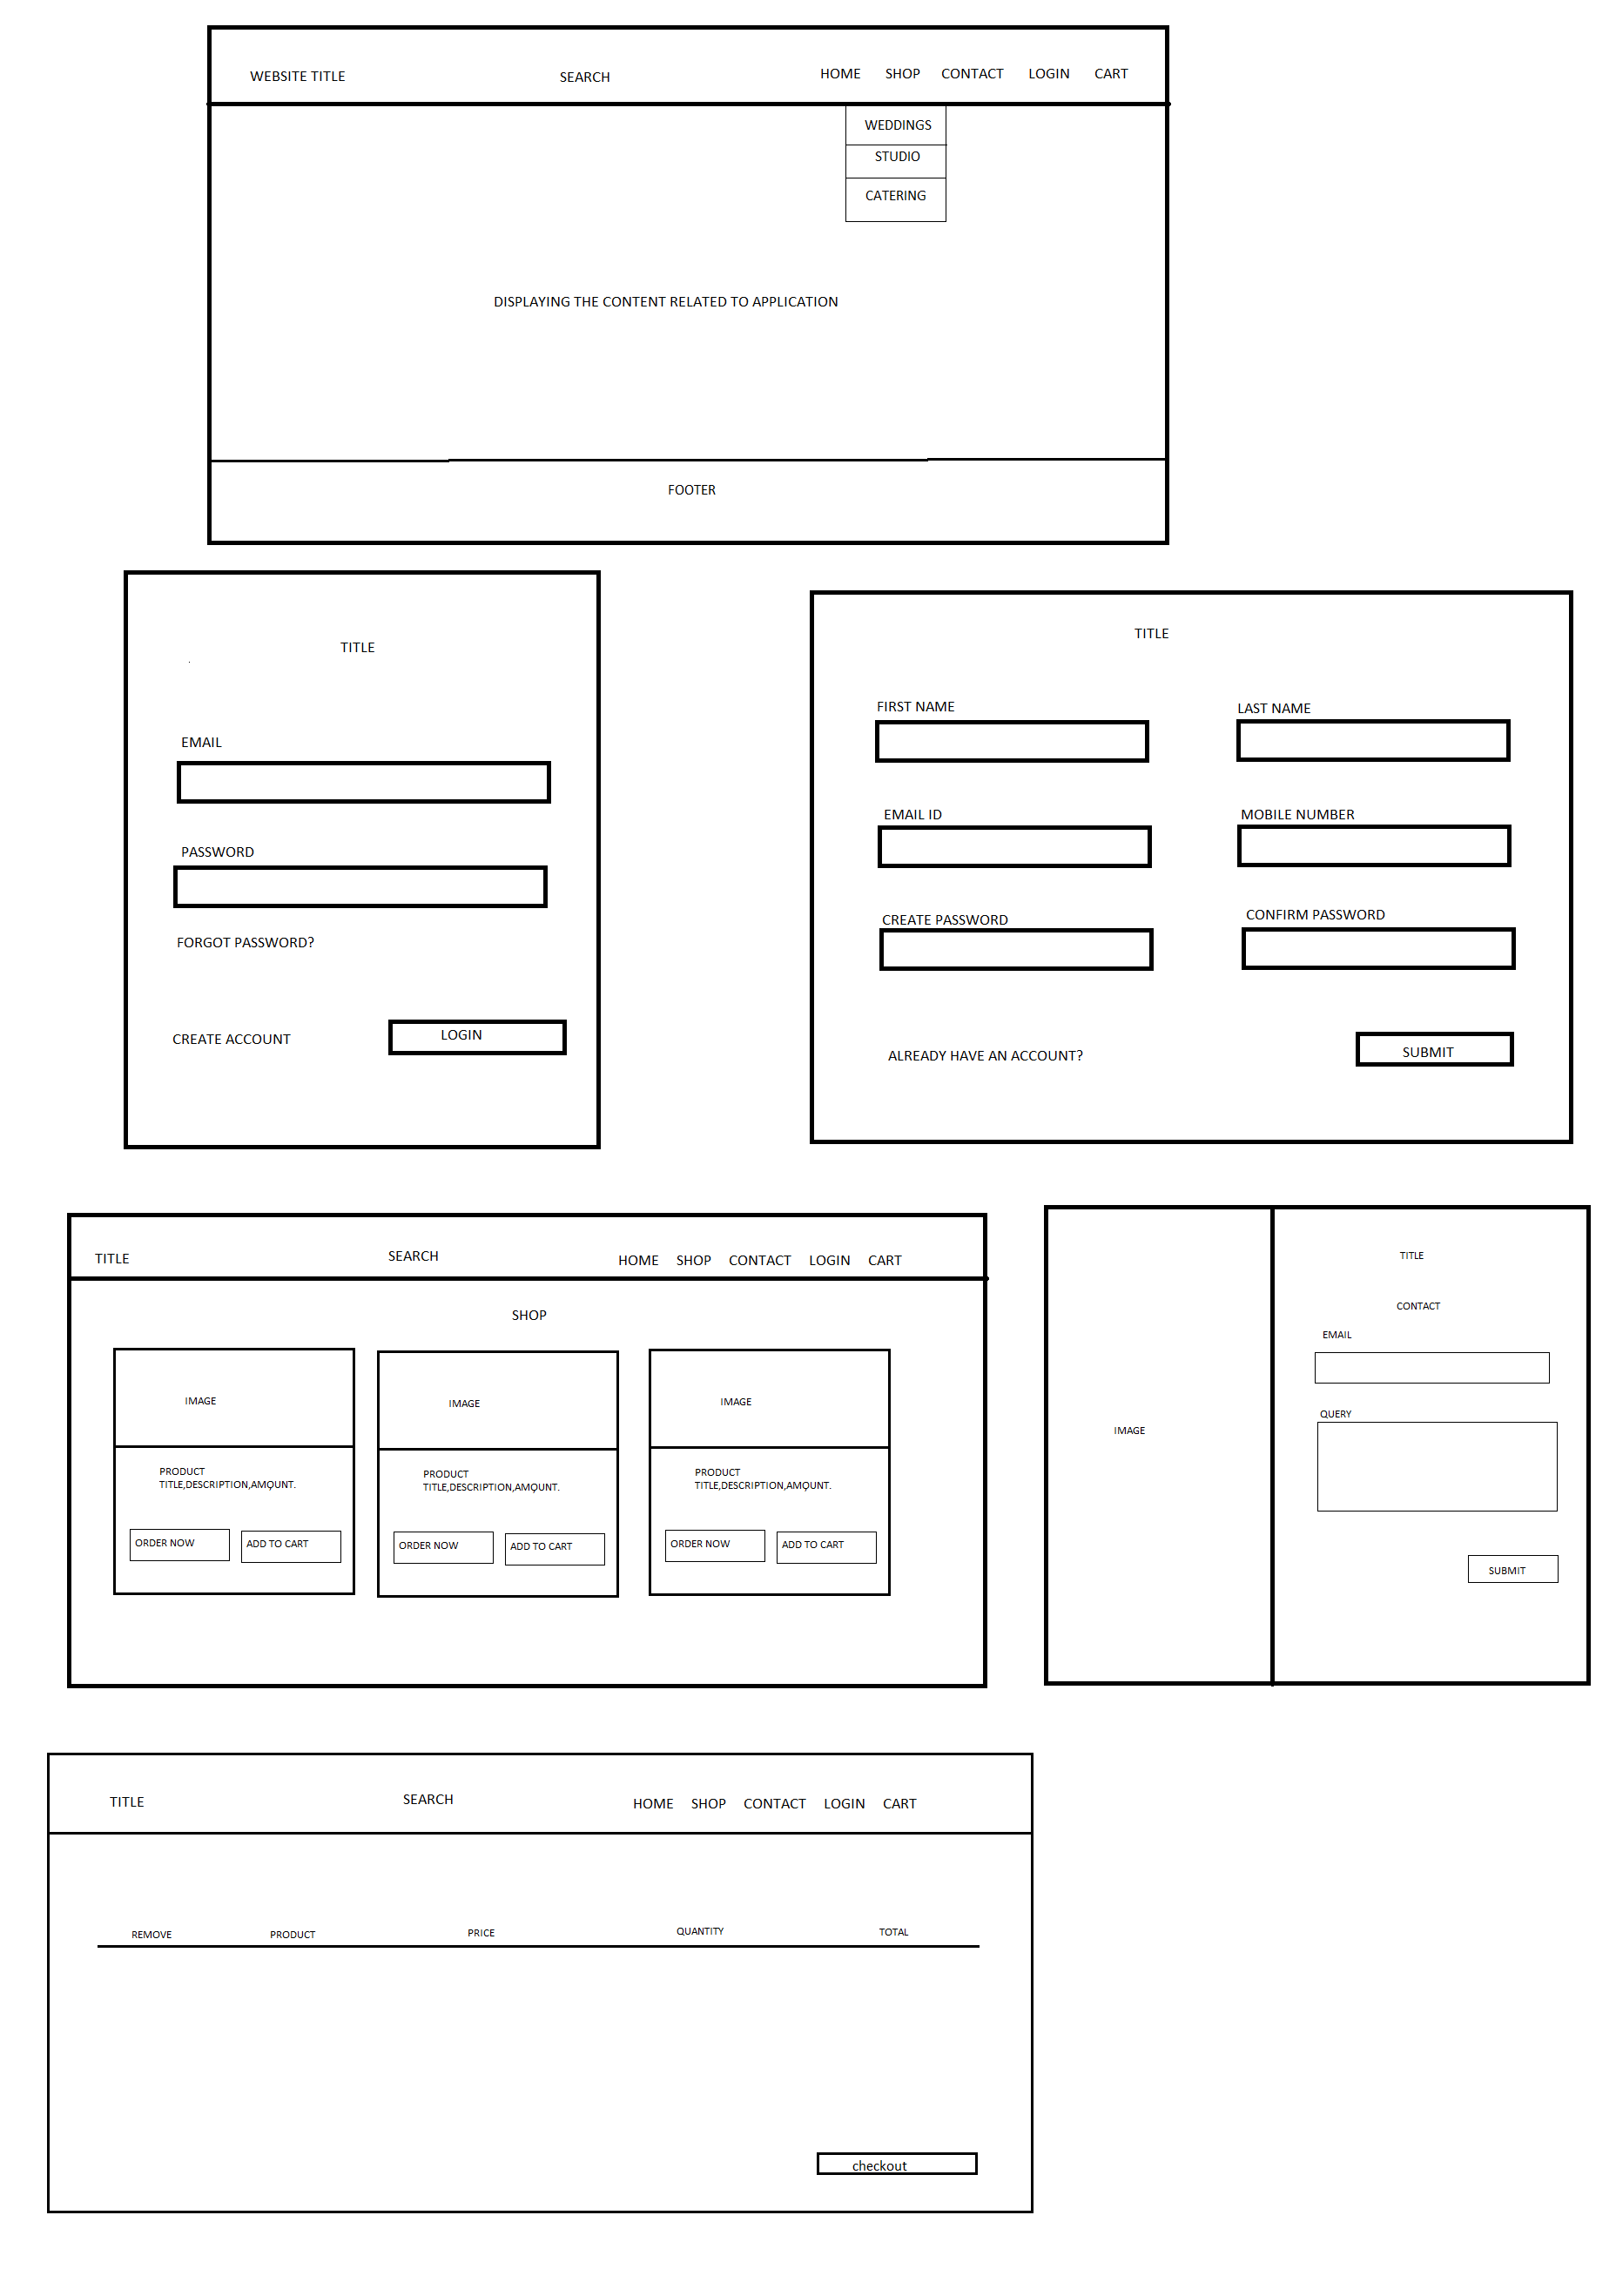 WEBSITE TITLE
SEARCH
HOME SHOP CONTACT LOGIN CART
WEDDINGS
STUDIO
CATERING
DISPLAYING THE CONTENT RELATED TO APPLICATION
FOOTER
TITLE
EMAIL
PASSWORD
FORGOT PASSWORD?
CREATE ACCOUNT
LOGIN
TITLE
FIRST NAME
LAST NAME
EMAIL ID
MOBILE NUMBER
CREATE PASSWORD
CONFIRM PASSWORD
ALREADY HAVE AN ACCOUNT?
SUBMIT
TITLE
SEARCH
HOME SHOP CONTACT LOGIN CART
SHOP
IMAGE
PRODUCT
TITLE,DESCRIPTION,AMOUNT.
ORDER NOW
ADD TO CART
IMAGE
PRODUCT
TITLE,DESCRIPTION,AMOUNT.
ORDER NOW
ADD TO CART
IMAGE
PRODUCT
TITLE,DESCRIPTION,AMOUNT.
ORDER NOW
ADD TO CART
IMAGE
TITLE
CONTACT
EMAIL
QUERY
SUBMIT
TITLE
SEARCH
HOME SHOP CONTACT LOGIN CART
REMOVE PRODUCT PRICE QUANTITY TOTAL
checkout